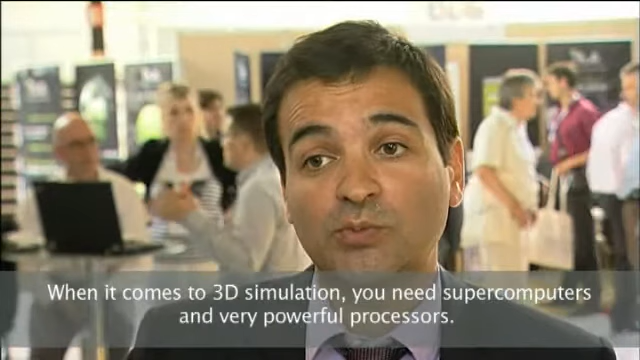 When it comes to 3D simulation, you need supercomputers
and very powerful processors.